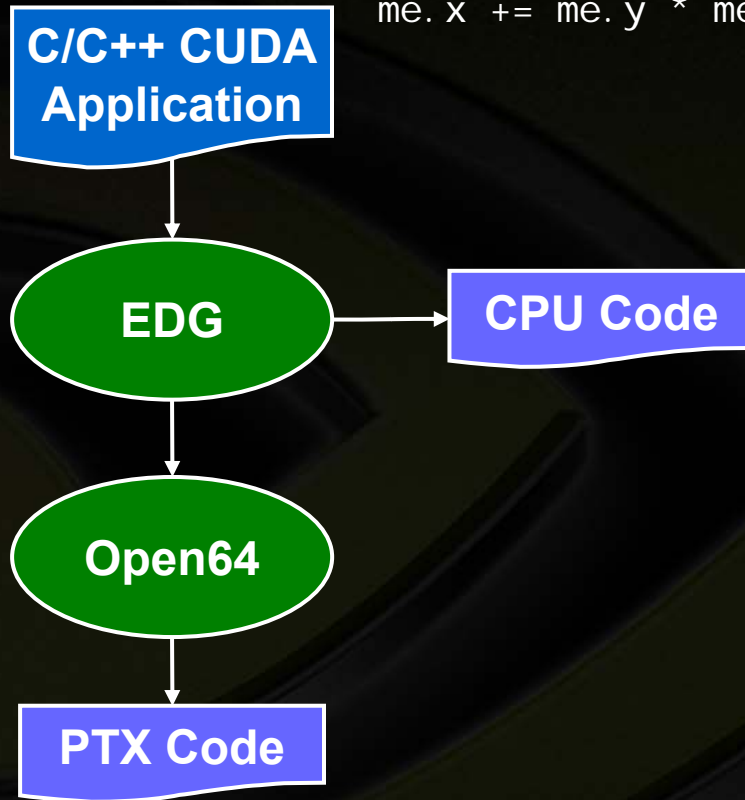 me.x += me.y * me
C/C++ CUDA
Application
EDG
CPU Code
Open64
PTX Code